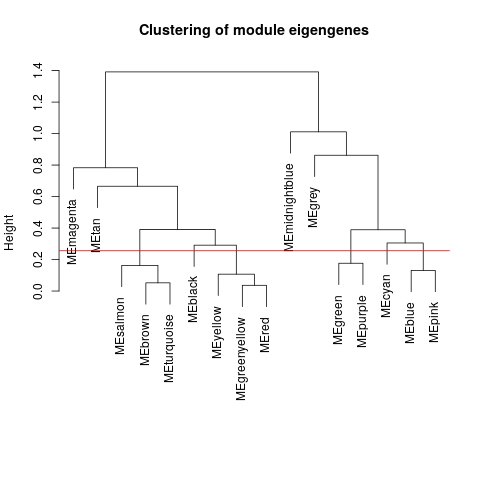 Clustering of module eigengenes
Height
1.4
1.2
1.0
0.8
0.6
0.4
0.2
0.0
MEmagenta
MEtan
MEsalmon
MEbrown
MEturquoise
MEblack
MEyellow
MEgreenyellow
MEred
MEmidnightblue
MEgrey
MEgreen
MEpurple
MEcyan
MEblue
MEpink